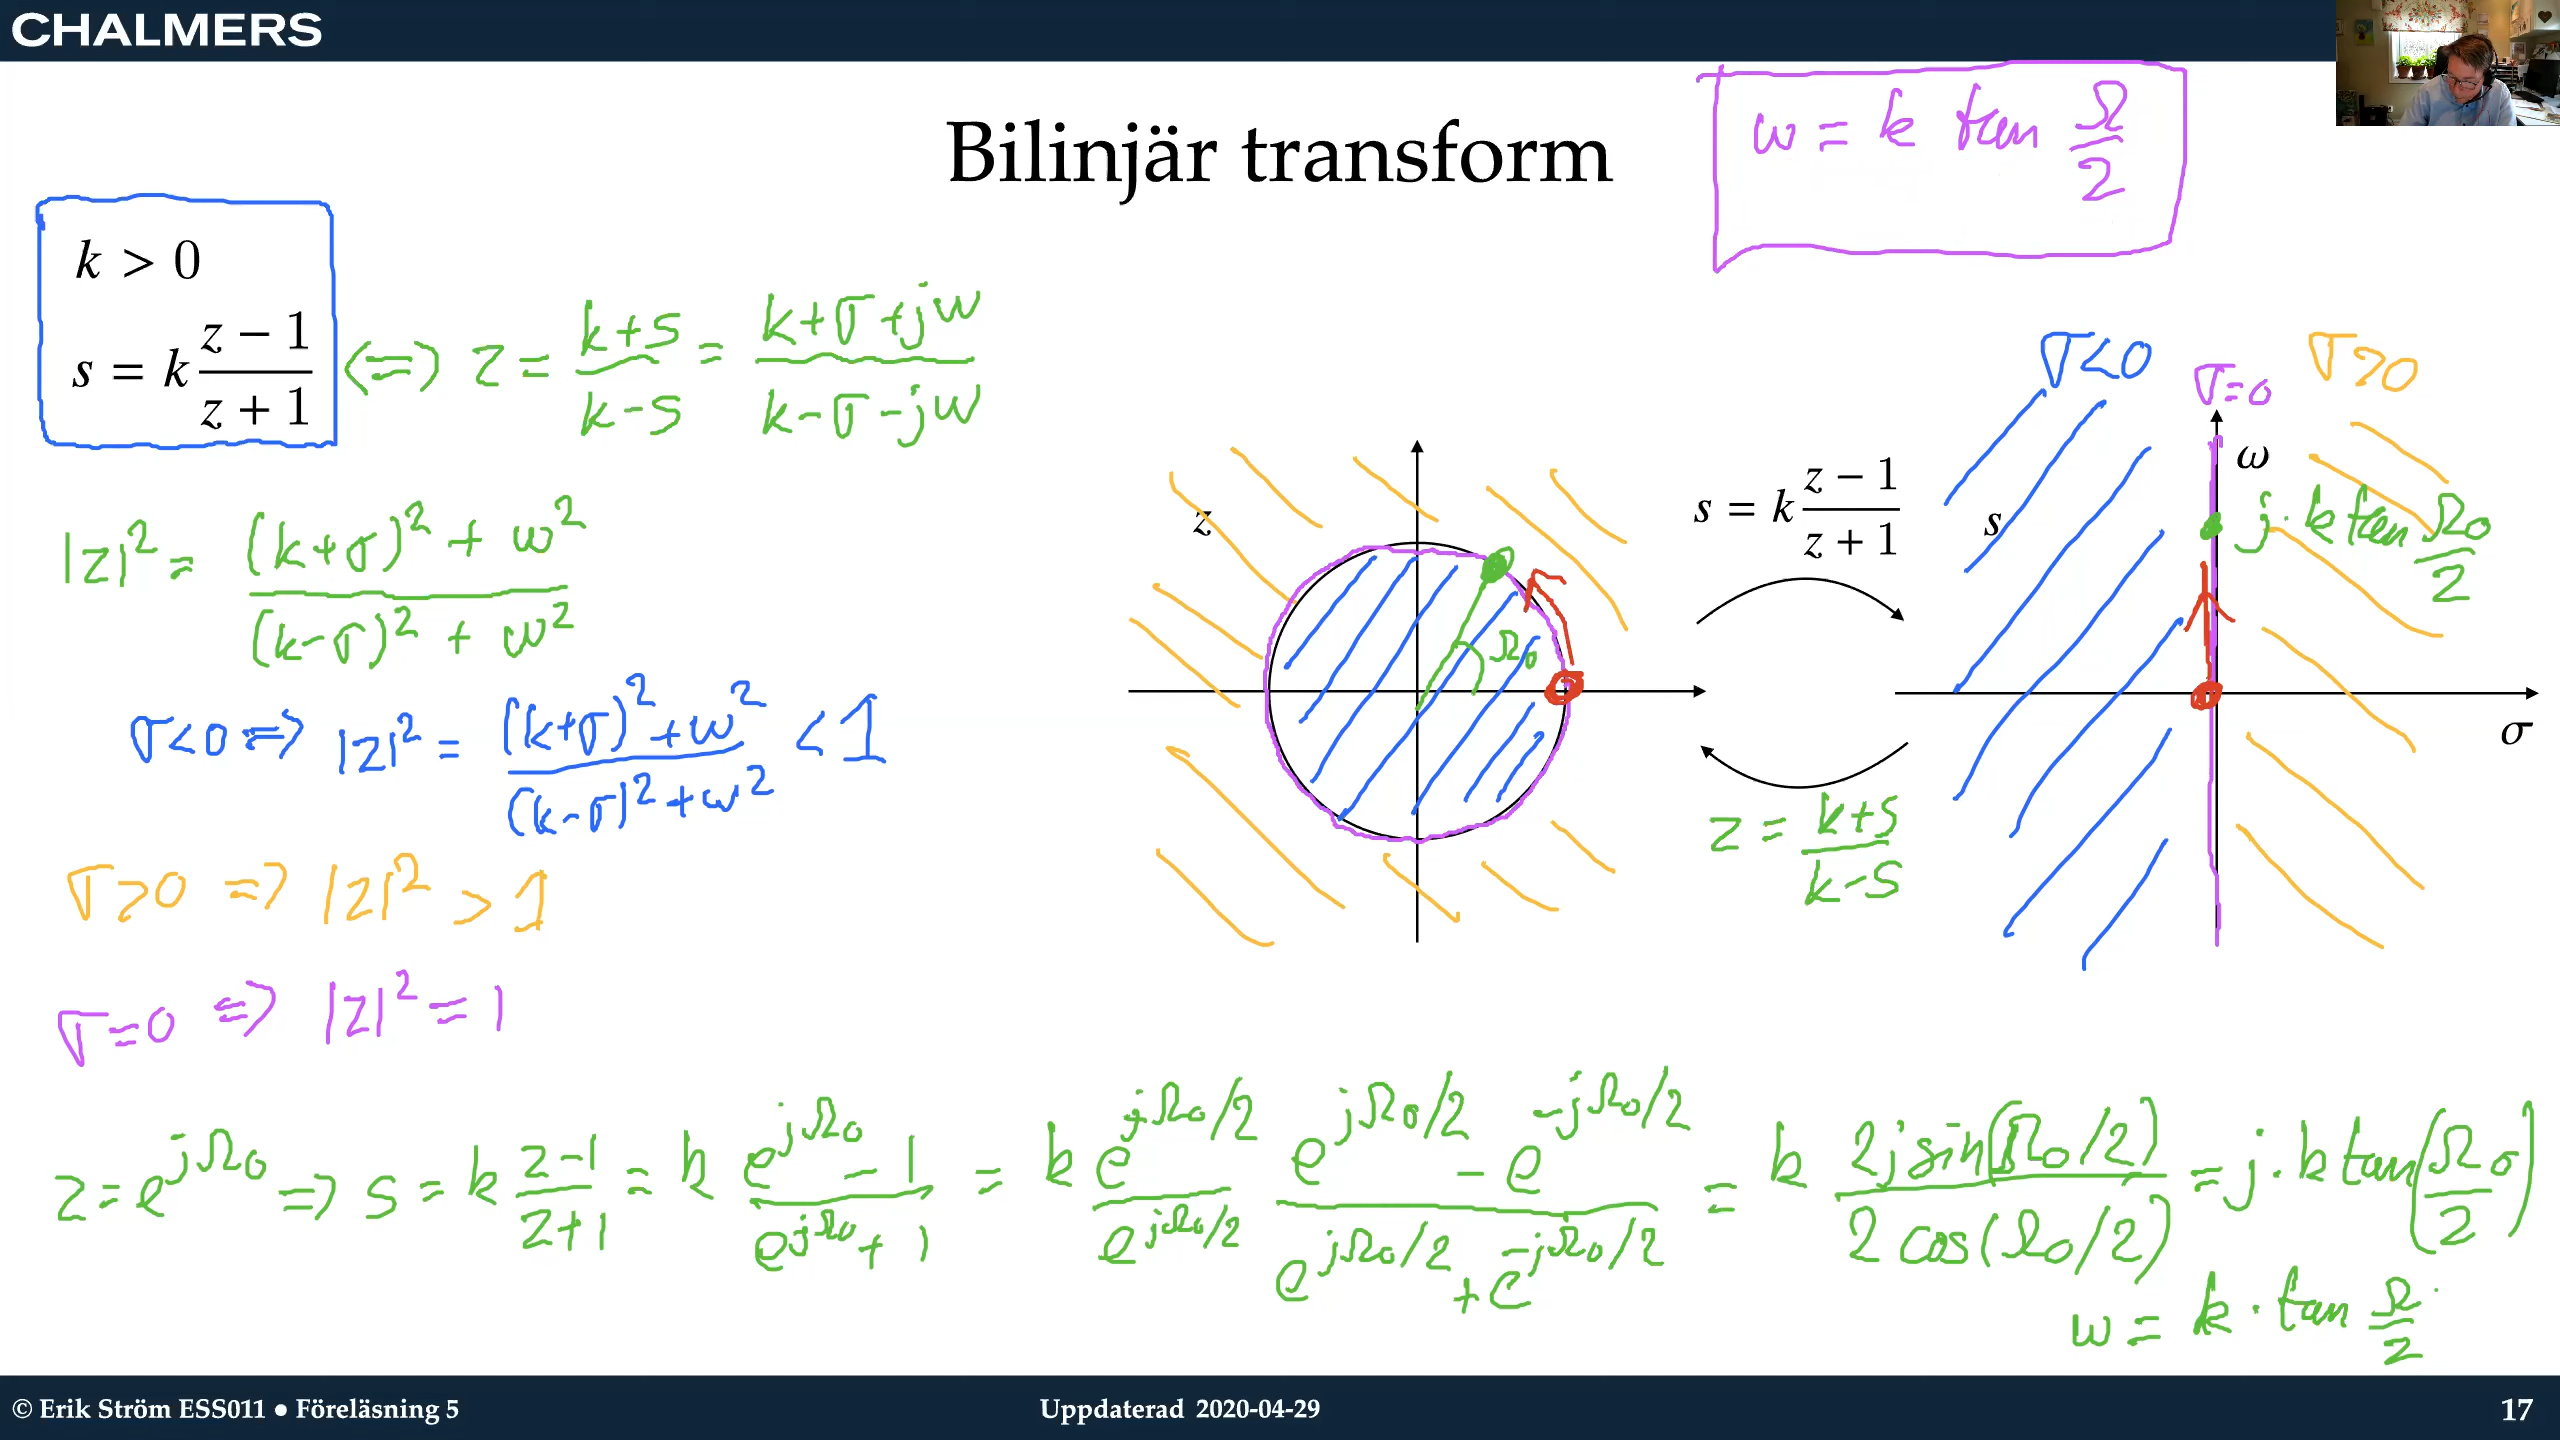 CHALMERS
Bilinjär transform
ω = k tan Ω/2
k > 0
s = k (z − 1)/(z + 1) <=> z = (k+s)/(k-s) = (k+σ+jω)/(k-σ-jω)
|z|² = ((k+σ)² + ω²)/((k-σ)² + ω²)
σ<0 => |z|² = ((k+σ)²+ω²)/((k-σ)²+ω²) < 1
σ>0 => |z|² > 1
σ=0 => |z|² = 1
z
Ω₀
s = k (z − 1)/(z + 1)
z = (k+s)/(k-s)
σ<0
σ=0
σ>0
ω
s
j·k tan Ω₀/2
σ
z = e^{jΩ₀} => s = k (z-1)/(z+1) = k (e^{jΩ₀} - 1)/(e^{jΩ₀} + 1) = k e^{jΩ₀/2}/e^{jΩ₀/2} (e^{jΩ₀/2} - e^{-jΩ₀/2})/(e^{jΩ₀/2} + e^{-jΩ₀/2}) = k 2j sin(Ω₀/2)/2 cos(Ω₀/2) = j·k tan(Ω₀/2)
ω = k · tan Ω/2
© Erik Ström ESS011 ● Föreläsning 5
Uppdaterad 2020-04-29
17